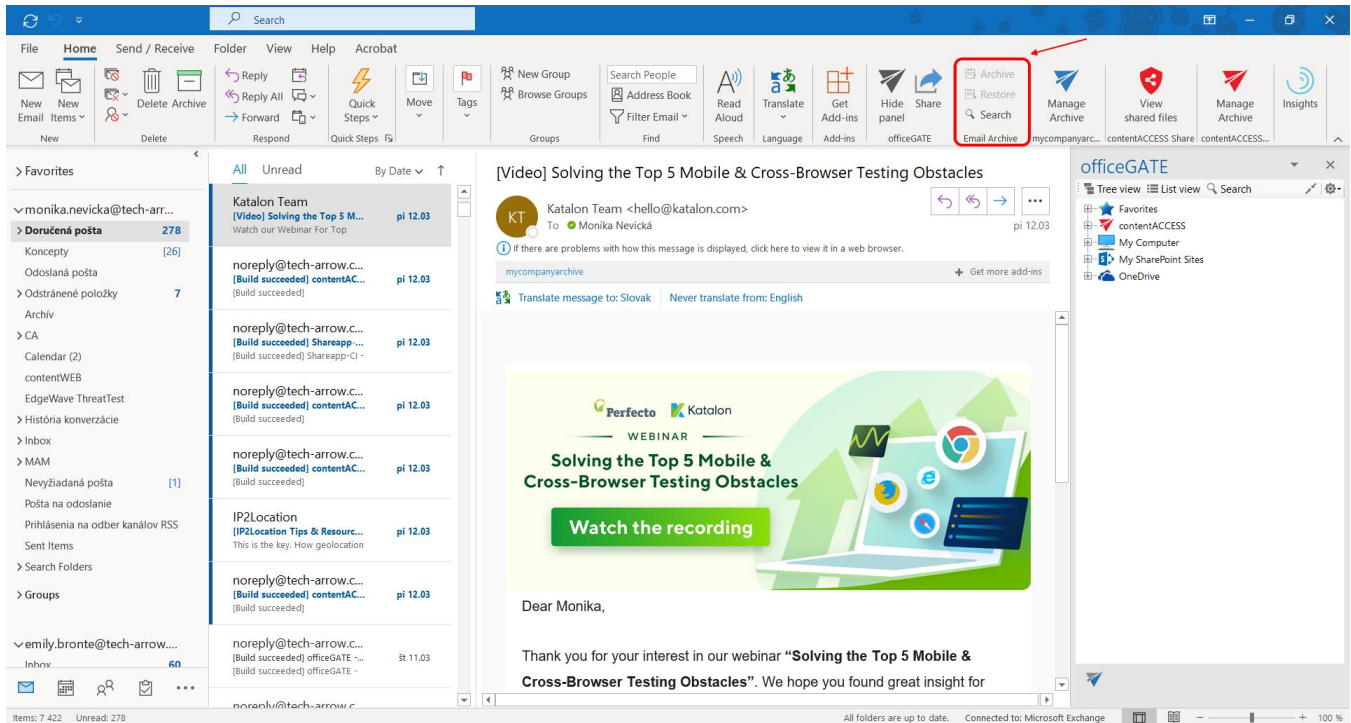 Search
File Home Send / Receive Folder View Help Acrobat
New Email
New Items
New
Delete
Archive
Delete
Reply
Reply All
Forward
Respond
Quick Steps
Quick Steps
Move
Tags
New Group
Browse Groups
Groups
Search People
Address Book
Filter Email
Find
Read Aloud
Speech
Translate
Language
Get Add-ins
Add-ins
Hide panel
Share
officeGATE
Archive
Restore
Search
Email Archive
Manage Archive
mycompanyarc...
View shared files
contentACCESS Share
Manage Archive
contentACCESS...
Insights
Favorites
monika.nevicka@tech-arr...
Doručená pošta 278
Koncepty [26]
Odoslaná pošta
Odstránené položky 7
Archív
CA
Calendar (2)
contentWEB
EdgeWave ThreatTest
História konverzácie
Inbox
MAM
Nevyžiadaná pošta [1]
Pošta na odoslanie
Prihlásenia na odber kanálov RSS
Sent Items
Search Folders
Groups
emily.bronte@tech-arrow....
Inbox 60
All Unread By Date
Katalon Team
[Video] Solving the Top 5 M... pi 12.03
Watch our Webinar For Top
noreply@tech-arrow.c...
[Build succeeded] contentAC... pi 12.03
[Build succeeded]
noreply@tech-arrow.c...
[Build succeeded] Shareapp-... pi 12.03
[Build succeeded] Shareapp-CI -
noreply@tech-arrow.c...
[Build succeeded] contentAC... pi 12.03
[Build succeeded]
noreply@tech-arrow.c...
[Build succeeded] contentAC... pi 12.03
[Build succeeded]
IP2Location
[IP2Location Tips & Resourc... pi 12.03
This is the key. How geolocation
noreply@tech-arrow.c...
[Build succeeded] contentAC... pi 12.03
[Build succeeded]
noreply@tech-arrow.c...
[Build succeeded] officeGATE -... št 11.03
[Build succeeded] officeGATE -
noreply@tech-arrow.c
[Video] Solving the Top 5 Mobile & Cross-Browser Testing Obstacles
KT
Katalon Team <hello@katalon.com>
To Monika Nevická
pi 12.03
If there are problems with how this message is displayed, click here to view it in a web browser.
mycompanyarchive
Get more add-ins
Translate message to: Slovak Never translate from: English
Perfecto Katalon
WEBINAR
Solving the Top 5 Mobile &
Cross-Browser Testing Obstacles
Watch the recording
Dear Monika,
Thank you for your interest in our webinar “Solving the Top 5 Mobile &
Cross-Browser Testing Obstacles”. We hope you found great insight for
officeGATE
Tree view List view Search
Favorites
contentACCESS
My Computer
My SharePoint Sites
OneDrive
Items: 7 422 Unread: 278
All folders are up to date. Connected to: Microsoft Exchange
100 %